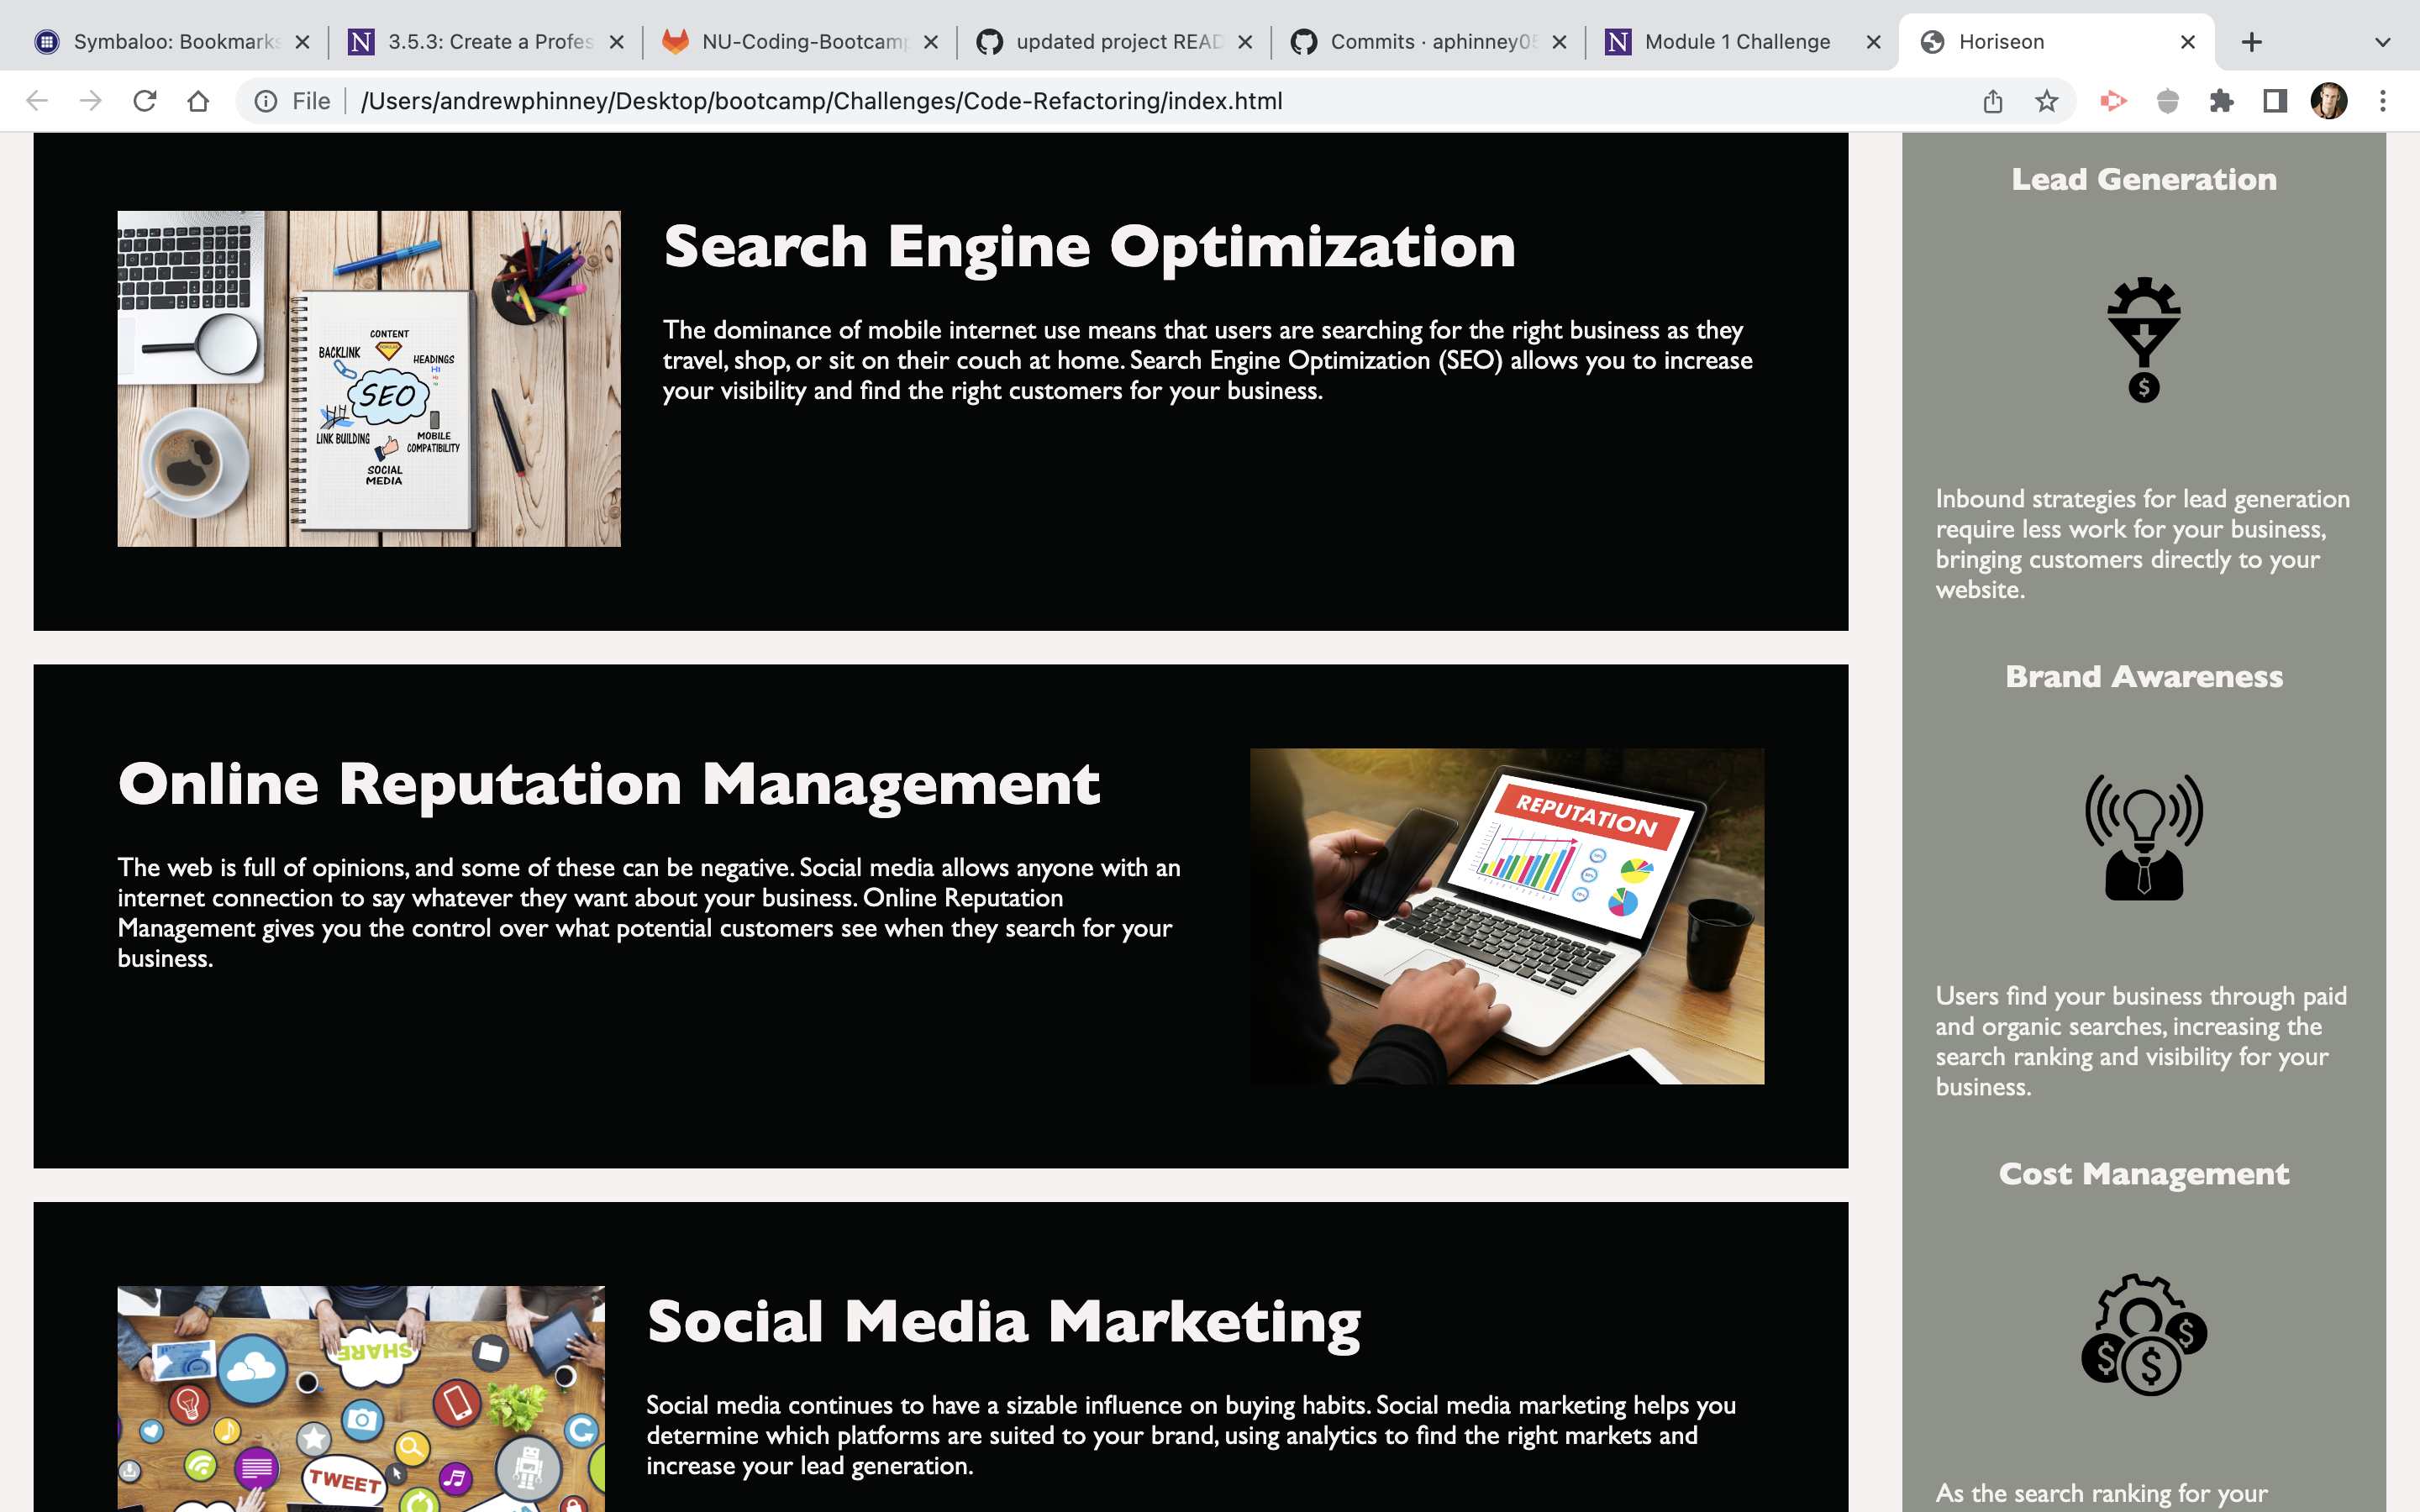 Symbaloo: Bookmarks
3.5.3: Create a Profes
NU-Coding-Bootcamp
updated project READ
Commits · aphinney05
Module 1 Challenge
Horiseon
File
/Users/andrewphinney/Desktop/bootcamp/Challenges/Code-Refactoring/index.html
CONTENT
BACKLINK
HEADINGS
SEO
LINK BUILDING
MOBILE
COMPATIBILITY
SOCIAL
MEDIA
Search Engine Optimization
The dominance of mobile internet use means that users are searching for the right business as they
travel, shop, or sit on their couch at home. Search Engine Optimization (SEO) allows you to increase
your visibility and find the right customers for your business.
Online Reputation Management
The web is full of opinions, and some of these can be negative. Social media allows anyone with an
internet connection to say whatever they want about your business. Online Reputation
Management gives you the control over what potential customers see when they search for your
business.
REPUTATION
SHARE
TWEET
Social Media Marketing
Social media continues to have a sizable influence on buying habits. Social media marketing helps you
determine which platforms are suited to your brand, using analytics to find the right markets and
increase your lead generation.
Lead Generation
$
Inbound strategies for lead generation
require less work for your business,
bringing customers directly to your
website.
Brand Awareness
Users find your business through paid
and organic searches, increasing the
search ranking and visibility for your
business.
Cost Management
$ $ $
As the search ranking for your